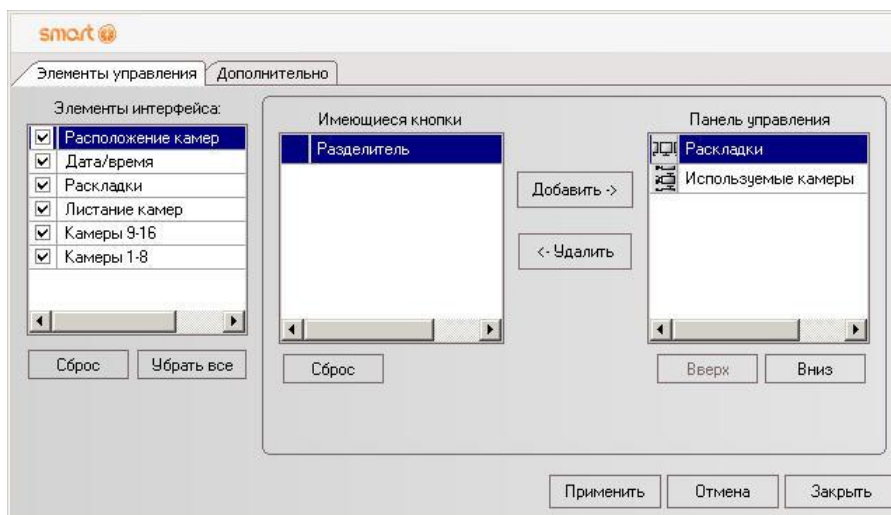 smart
Элементы управления
Дополнительно
Элементы интерфейса:
Расположение камер
Дата/время
Раскладки
Листание камер
Камеры 9-16
Камеры 1-8
Сброс
Убрать все
Имеющиеся кнопки
Разделитель
Сброс
Добавить ->
<- Удалить
Панель управления
Раскладки
Используемые камеры
Вверх
Вниз
Применить
Отмена
Закрыть